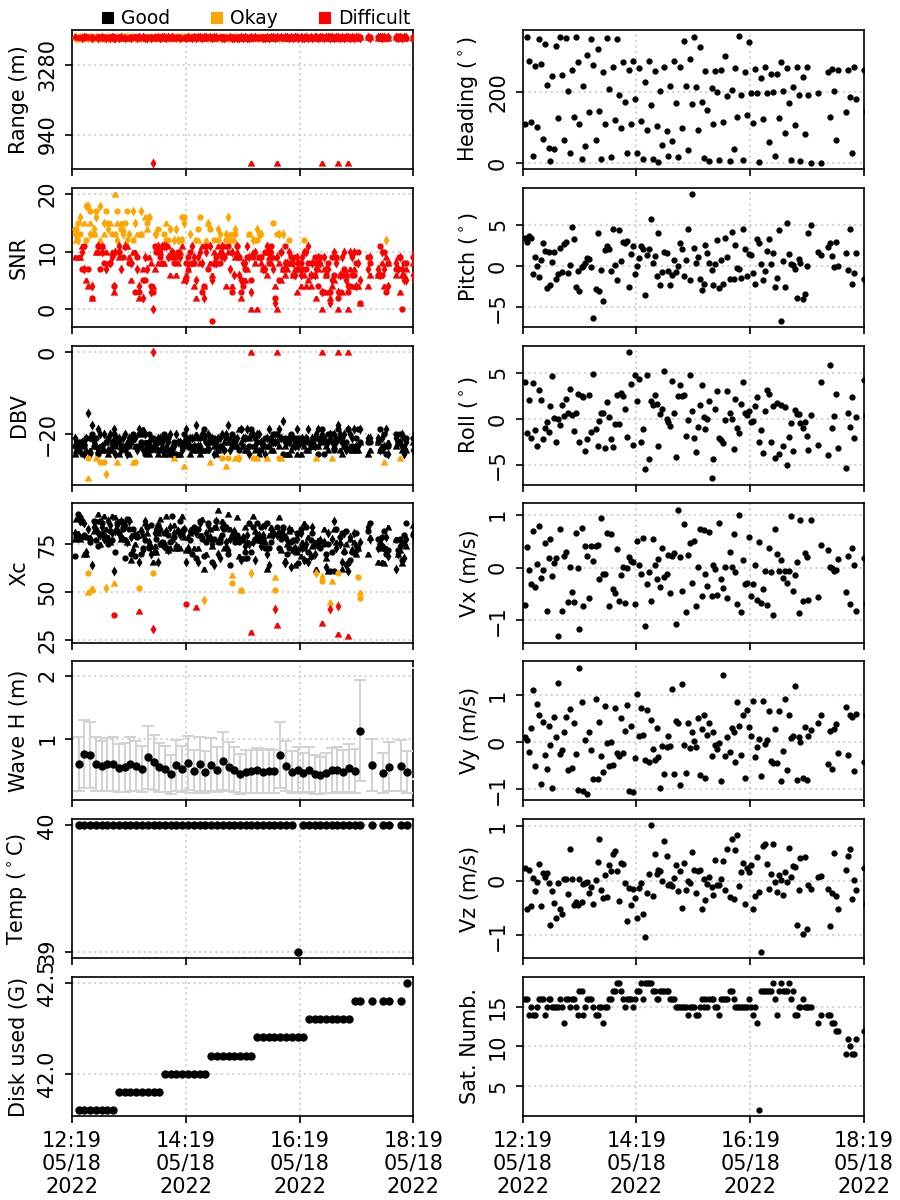 Good Okay Difficult
Range (m)
3280
940
SNR
20
10
0
DBV
0
−20
Xc
75
50
25
Wave H (m)
2
1
Temp (°C)
40
39
Disk used (G)
42.5
42.0
12:19 14:19 16:19 18:19
05/18 05/18 05/18 05/18
2022 2022 2022 2022
Heading (°)
200
0
Pitch (°)
5
0
−5
Roll (°)
5
0
−5
Vx (m/s)
1
0
−1
Vy (m/s)
1
0
−1
Vz (m/s)
1
0
−1
Sat. Numb.
15
10
5
12:19 14:19 16:19 18:19
05/18 05/18 05/18 05/18
2022 2022 2022 2022